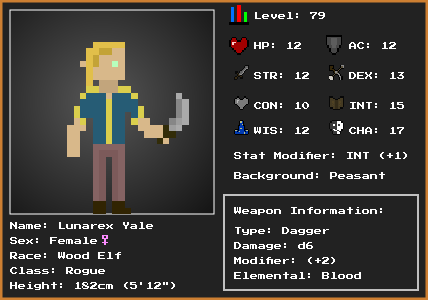 Level: 79
HP: 12 AC: 12
STR: 12 DEX: 13
CON: 10 INT: 15
WIS: 12 CHA: 17
Stat Modifier: INT (+1)
Background: Peasant
Weapon Information:
Type: Dagger
Damage: d6
Modifier: (+2)
Elemental: Blood
Name: Lunarex Yale
Sex: Female♀
Race: Wood Elf
Class: Rogue
Height: 182cm (5'12")